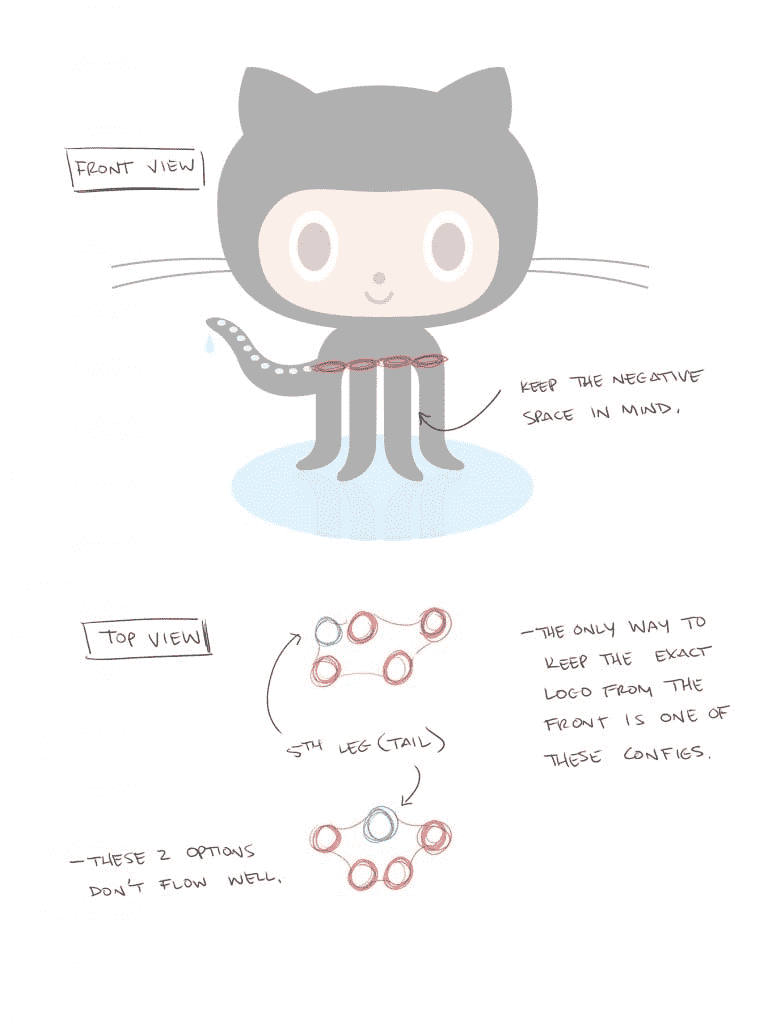 FRONT VIEW
KEEP THE NEGATIVE
SPACE IN MIND.
TOP VIEW
-THE ONLY WAY TO
KEEP THE EXACT
LOGO FROM THE
FRONT IS ONE OF
THESE CONFIGS.
5TH LEG (TAIL)
-THESE 2 OPTIONS
DON'T FLOW WELL.